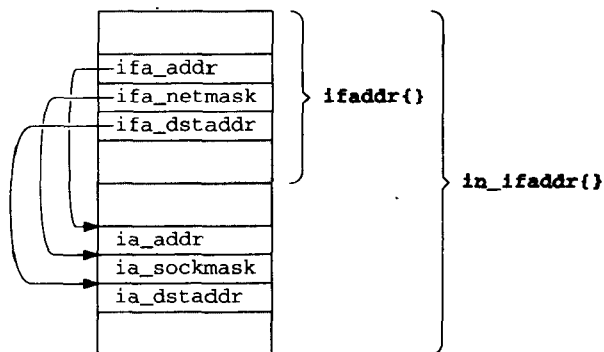 ifa_addr
ifa_netmask
ifa_dstaddr
ifaddr{}
in_ifaddr{}
ia_addr
ia_sockmask
ia_dstaddr